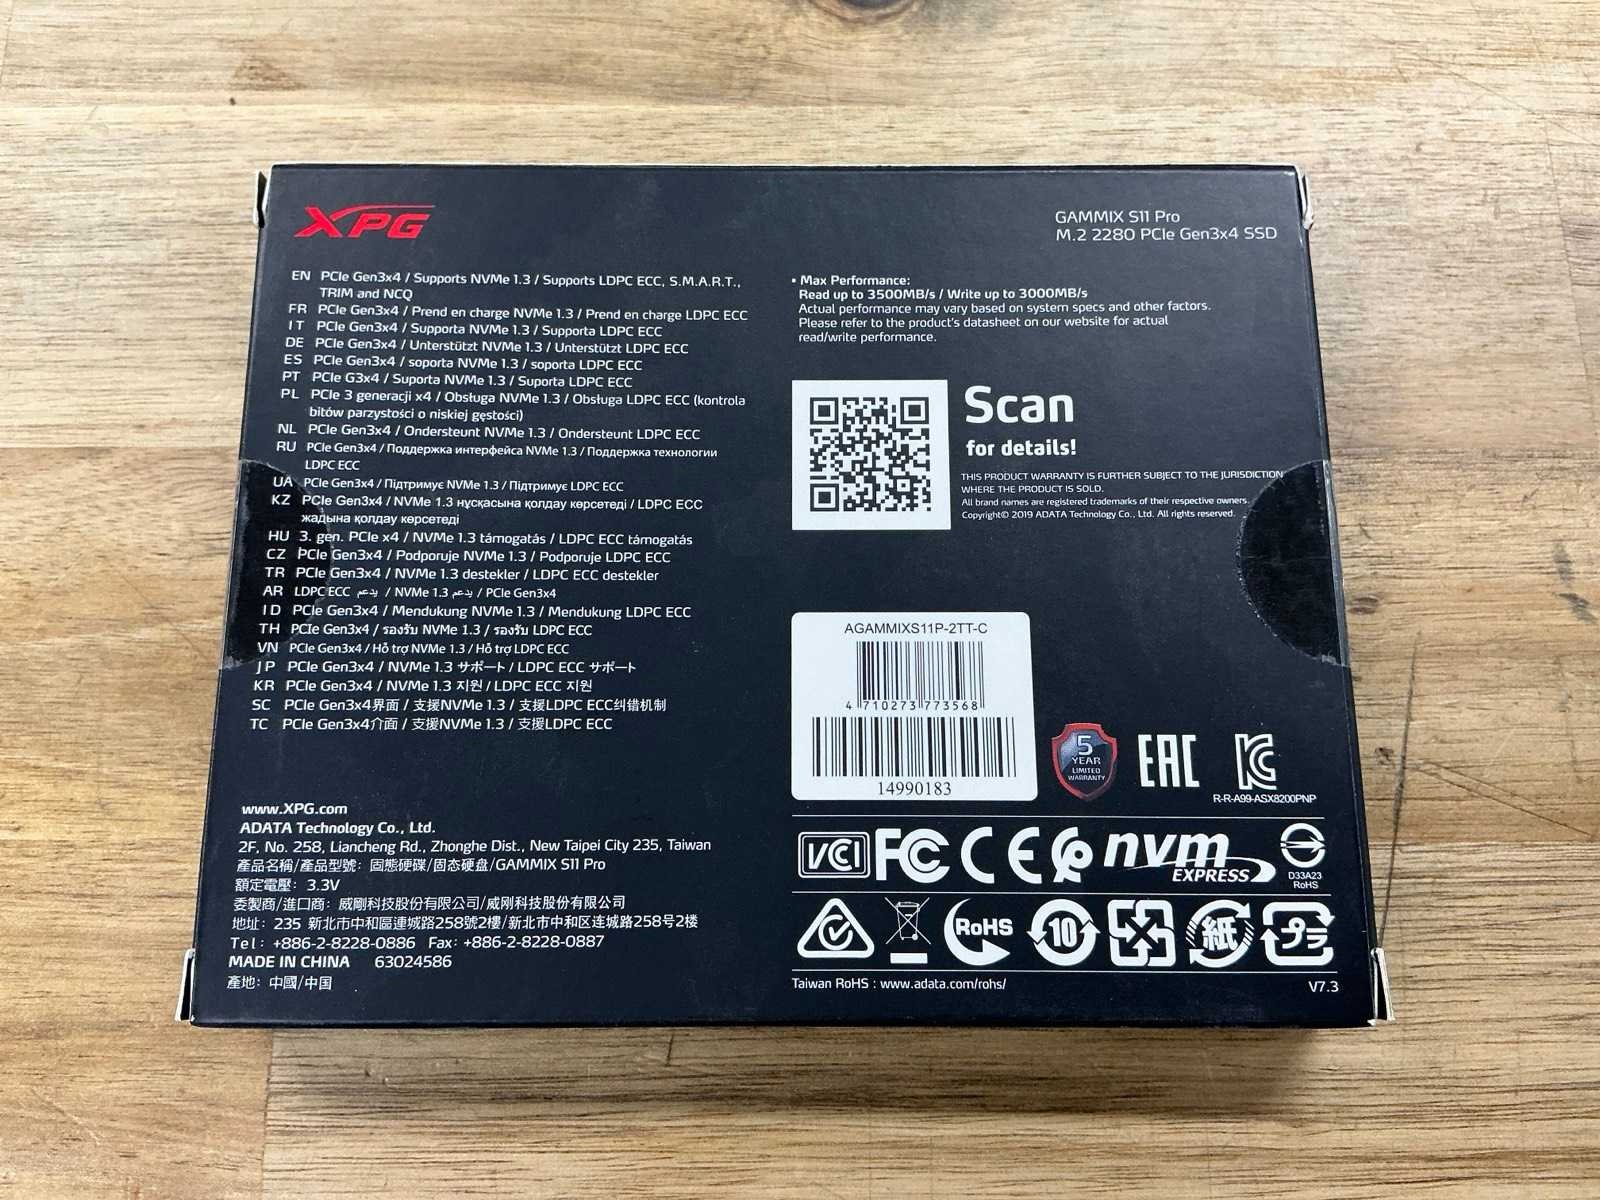 XPG
GAMMIX S11 Pro
M.2 2280 PCIe Gen3x4 SSD
EN PCIe Gen3x4 / Supports NVMe 1.3 / Supports LDPC ECC, S.M.A.R.T.,
TRIM and NCQ
FR PCIe Gen3x4 / Prend en charge NVMe 1.3 / Prend en charge LDPC ECC
IT PCIe Gen3x4 / Supporta NVMe 1.3 / Supporta LDPC ECC
DE PCIe Gen3x4 / Unterstützt NVMe 1.3 / Unterstützt LDPC ECC
ES PCIe Gen3x4 / soporta NVMe 1.3 / soporta LDPC ECC
PT PCIe G3x4 / Suporta NVMe 1.3 / Suporta LDPC ECC
PL PCIe 3 generacji x4 / Obsługa NVMe 1.3 / Obsługa LDPC ECC (kontrola
bitów parzystości o niskiej gęstości)
NL PCIe Gen3x4 / Ondersteunt NVMe 1.3 / Ondersteunt LDPC ECC
RU PCIe Gen3x4 / Поддержка интерфейса NVMe 1.3 / Поддержка технологии
LDPC ECC
UA PCIe Gen3x4 / Підтримує NVMe 1.3 / Підтримує LDPC ECC
KZ PCIe Gen3x4 / NVMe 1.3 нұсқасына қолдау көрсетеді / LDPC ECC
жадына қолдау көрсетеді
HU 3. gen. PCIe x4 / NVMe 1.3 támogatás / LDPC ECC támogatás
CZ PCIe Gen3x4 / Podporuje NVMe 1.3 / Podporuje LDPC ECC
TR PCIe Gen3x4 / NVMe 1.3 destekler / LDPC ECC destekler
AR LDPC ECC يدعم / NVMe 1.3 يدعم / PCIe Gen3x4
ID PCIe Gen3x4 / Mendukung NVMe 1.3 / Mendukung LDPC ECC
TH PCIe Gen3x4 / รองรับ NVMe 1.3 / รองรับ LDPC ECC
VN PCIe Gen3x4 / Hỗ trợ NVMe 1.3 / Hỗ trợ LDPC ECC
JP PCIe Gen3x4 / NVMe 1.3 サポート / LDPC ECC サポート
KR PCIe Gen3x4 / NVMe 1.3 지원 / LDPC ECC 지원
SC PCIe Gen3x4界面 / 支援NVMe 1.3 / 支援LDPC ECC纠错机制
TC PCIe Gen3x4介面 / 支援NVMe 1.3 / 支援LDPC ECC
www.XPG.com
ADATA Technology Co., Ltd.
2F, No. 258, Liancheng Rd., Zhonghe Dist., New Taipei City 235, Taiwan
產品名稱/產品型號: 固態硬碟/固态硬盘/GAMMIX S11 Pro
額定電壓: 3.3V
委製商/進口商: 威剛科技股份有限公司/威刚科技股份有限公司
地址: 235 新北市中和區連城路258號2樓/新北市中和区连城路258号2楼
Tel: +886-2-8228-0886 Fax: +886-2-8228-0887
MADE IN CHINA 63024586
產地: 中國/中国
• Max Performance:
Read up to 3500MB/s / Write up to 3000MB/s
Actual performance may vary based on system specs and other factors.
Please refer to the product's datasheet on our website for actual
read/write performance.
Scan
for details!
THIS PRODUCT WARRANTY IS FURTHER SUBJECT TO THE JURISDICTION
WHERE THE PRODUCT IS SOLD.
All brand names are registered trademarks of their respective owners.
Copyright© 2019 ADATA Technology Co., Ltd. All rights reserved.
AGAMMIXS11P-2TT-C
4 710273 773568
14990183
5
YEAR
LIMITED
WARRANTY
EAC
KC
R-R-A99-ASX8200PNP
VCI FC CE nvm
EXPRESS
D33A23
RoHS
RoHS 10 紙 プラ
Taiwan RoHS : www.adata.com/rohs/
V7.3